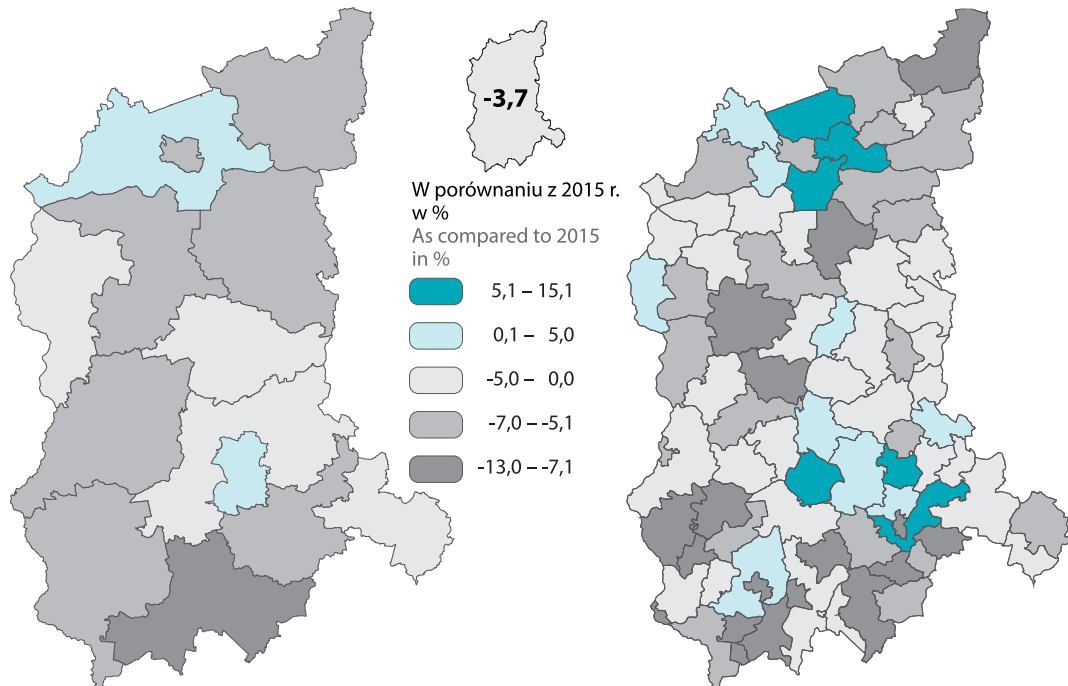 -3,7
W porównaniu z 2015 r.
w %
As compared to 2015
in %
5,1 – 15,1
0,1 – 5,0
-5,0 – 0,0
-7,0 – -5,1
-13,0 – -7,1